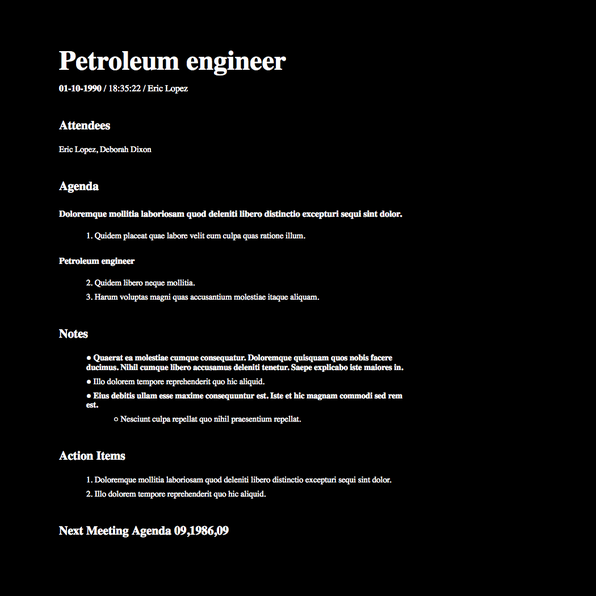 Petroleum engineer
01-10-1990 / 18:35:22 / Eric Lopez
Attendees
Eric Lopez, Deborah Dixon
Agenda
Doloremque mollitia laboriosam quod deleniti libero distinctio excepturi sequi sint dolor.
1. Quidem placeat quae labore velit eum culpa quas ratione illum.
Petroleum engineer
2. Quidem libero neque mollitia.
3. Harum voluptas magni quas accusantium molestiae itaque aliquam.
Notes
● Quaerat ea molestiae cumque consequatur. Doloremque quisquam quos nobis facere
ducimus. Nihil cumque libero accusamus deleniti tenetur. Saepe explicabo iste maiores in.
● Illo dolorem tempore reprehenderit quo hic aliquid.
● Eius debitis ullam esse maxime consequuntur est. Iste et hic magnam commodi sed rem
est.
○ Nesciunt culpa repellat quo nihil praesentium repellat.
Action Items
1. Doloremque mollitia laboriosam quod deleniti libero distinctio excepturi sequi sint dolor.
2. Illo dolorem tempore reprehenderit quo hic aliquid.
Next Meeting Agenda 09,1986,09